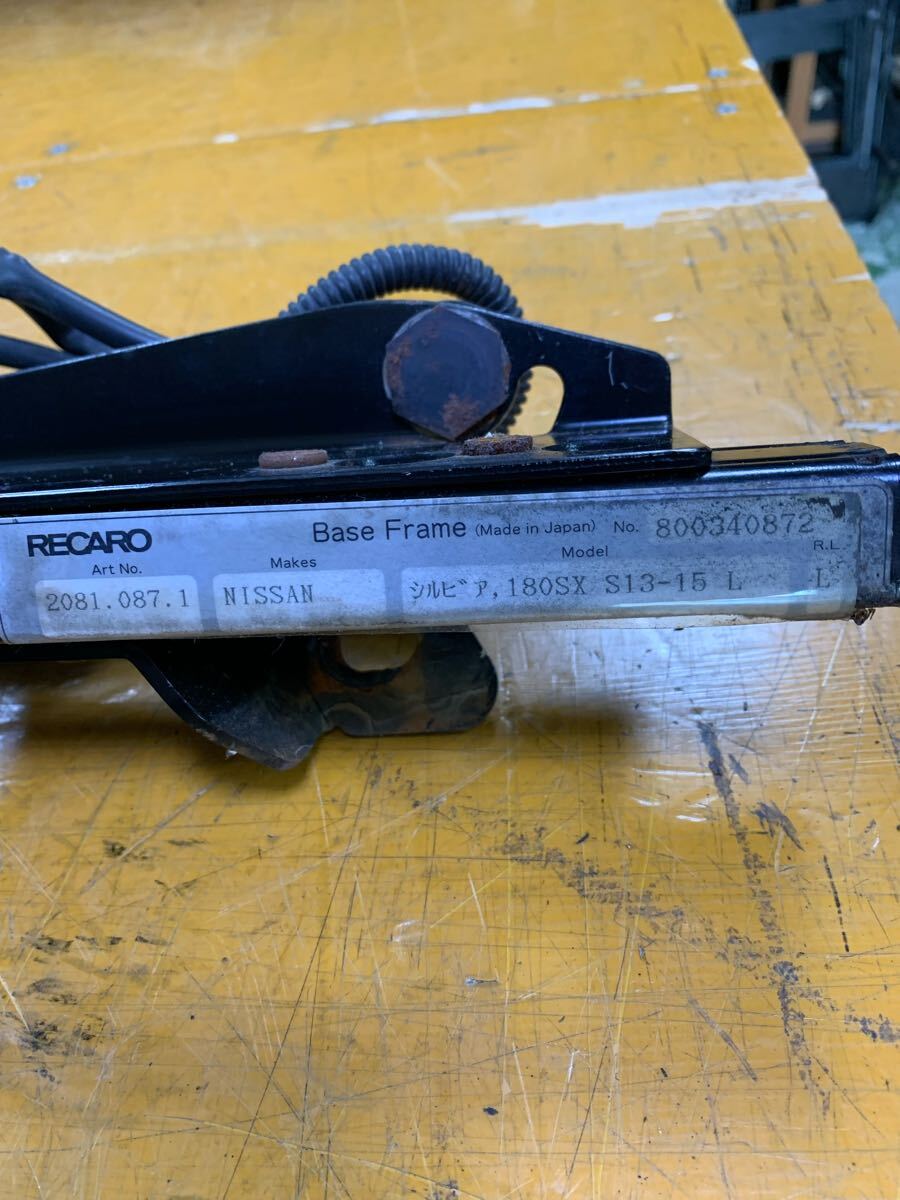 RECARO Base Frame (Made in Japan) No. 800340872
Art No. Makes Model R.L
2081.087.1 NISSAN ｼﾙﾋﾞｱ,180SX S13-15 L L